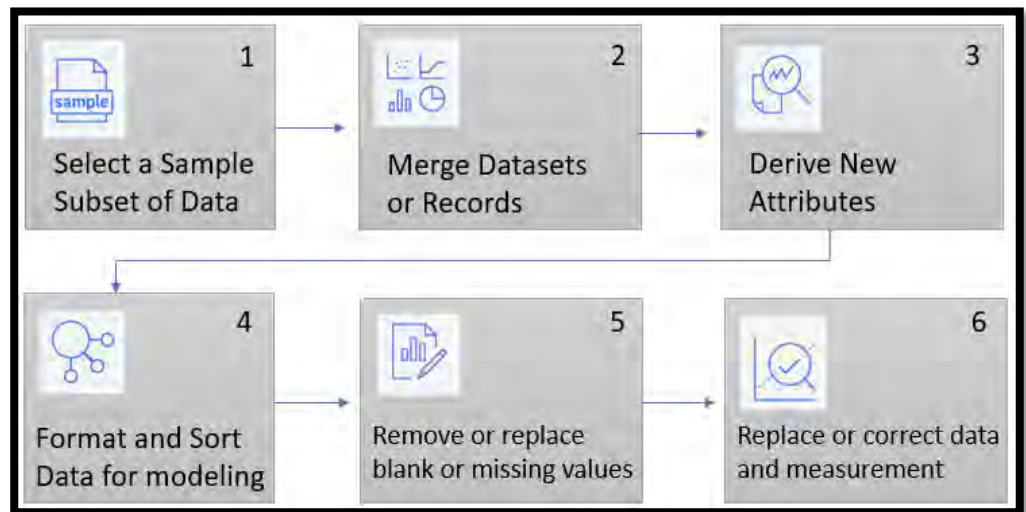 1
sample
Select a Sample
Subset of Data
2
Merge Datasets
or Records
3
Derive New
Attributes
4
Format and Sort
Data for modeling
5
Remove or replace
blank or missing values
6
Replace or correct data
and measurement